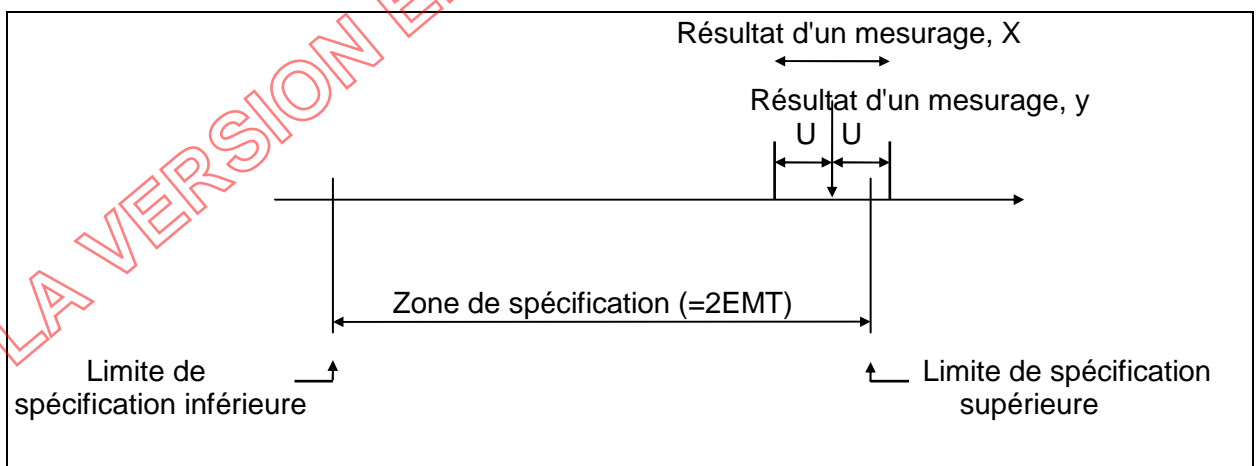 Résultat d'un mesurage, X
Résultat d'un mesurage, y
U U
Zone de spécification (=2EMT)
Limite de
spécification inférieure
Limite de spécification
supérieure
LA VERSION E